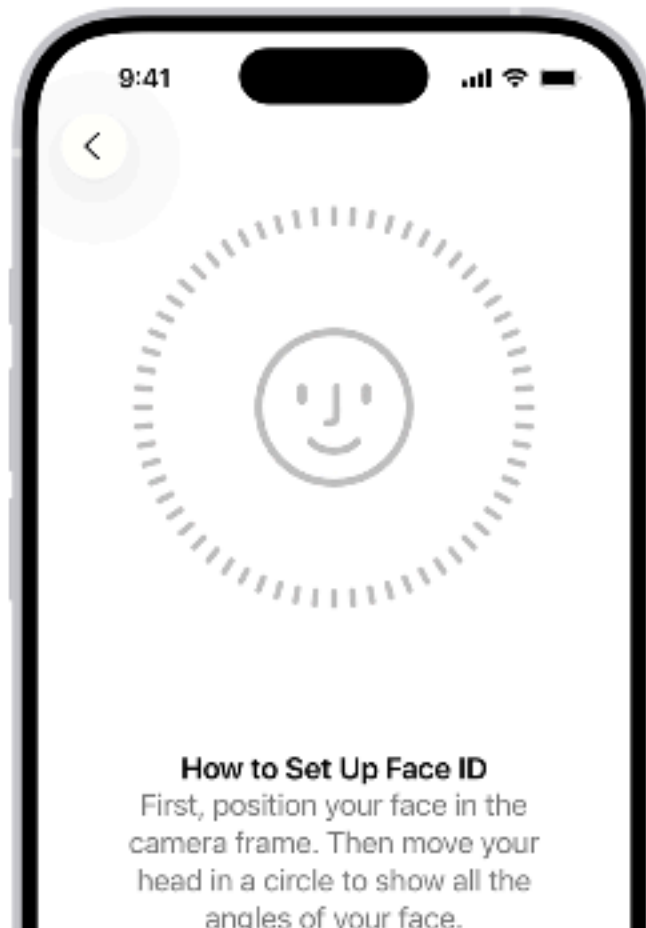 9:41
How to Set Up Face ID
First, position your face in the
camera frame. Then move your
head in a circle to show all the
angles of your face.